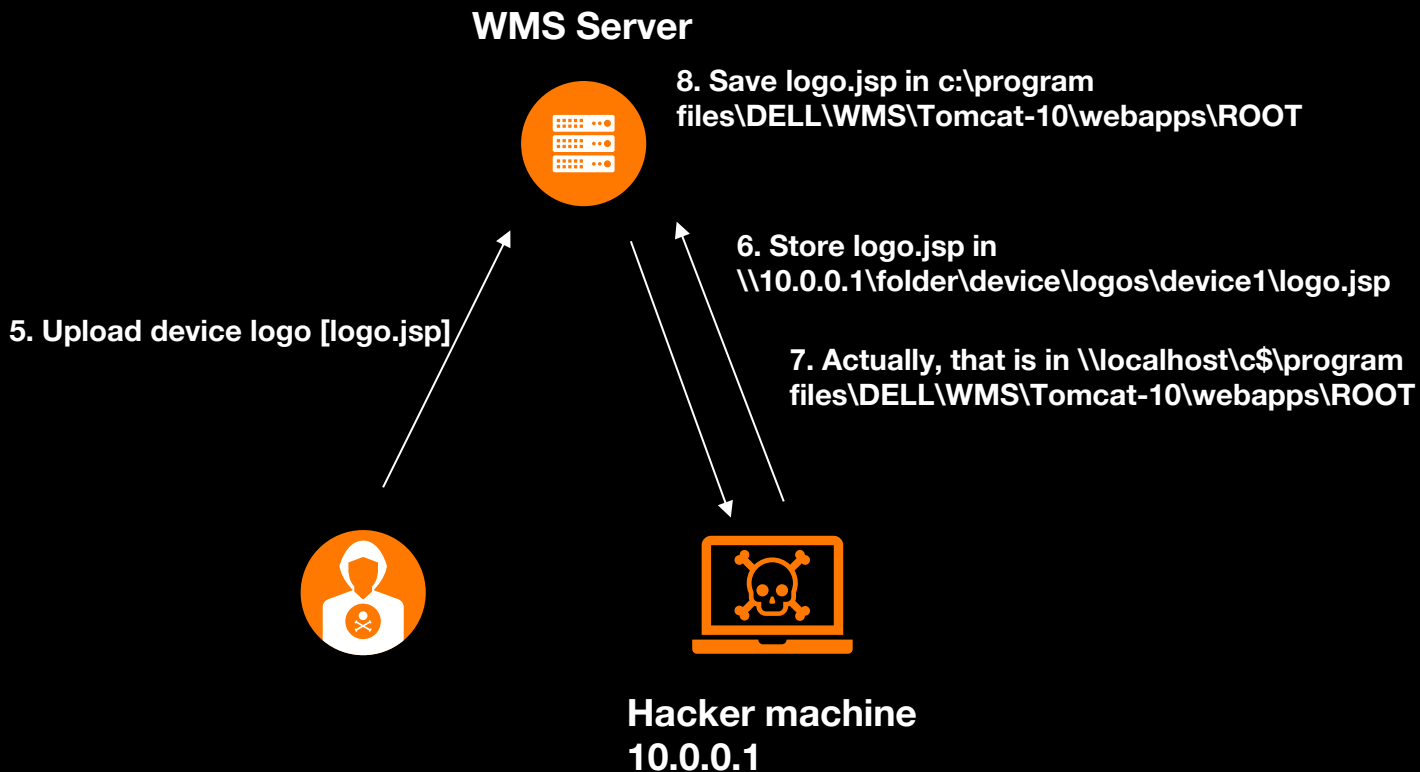 WMS Server
8. Save logo.jsp in c:\program
files\DELL\WMS\Tomcat-10\webapps\ROOT
6. Store logo.jsp in
\\10.0.0.1\folder\device\logos\device1\logo.jsp
5. Upload device logo [logo.jsp]
7. Actually, that is in \\localhost\c$\program
files\DELL\WMS\Tomcat-10\webapps\ROOT
Hacker machine
10.0.0.1